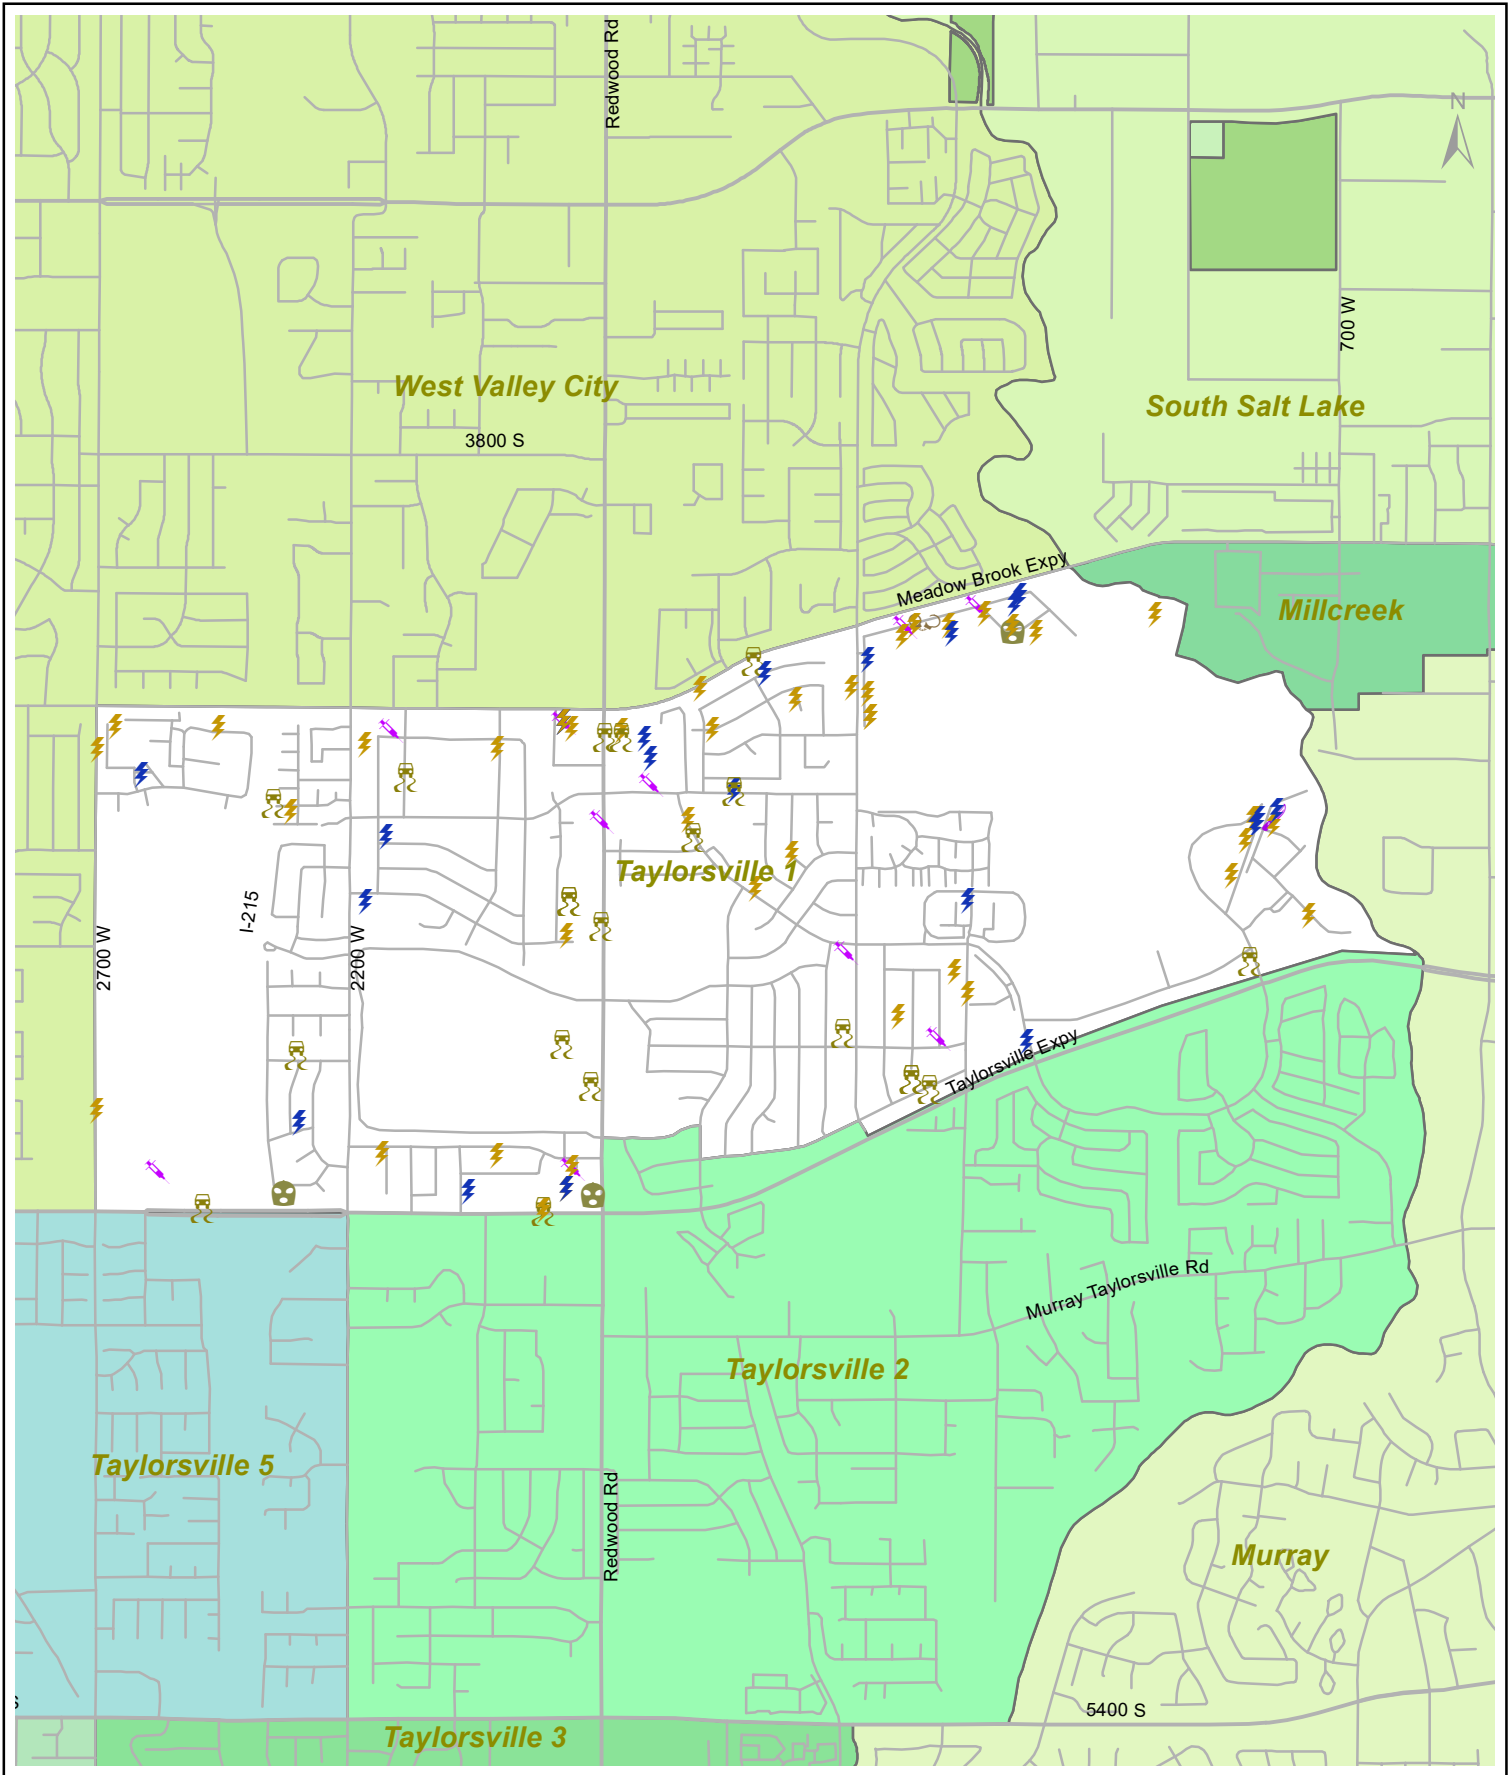 Redwood Rd
N
700 W
West Valley City
South Salt Lake
3800 S
Meadow Brook Expy
Millcreek
Taylorsville 1
I-215
2700 W
2200 W
Taylorsville Expy
Murray Taylorsville Rd
Taylorsville 2
Taylorsville 5
Redwood Rd
Murray
S
5400 S
Taylorsville 3